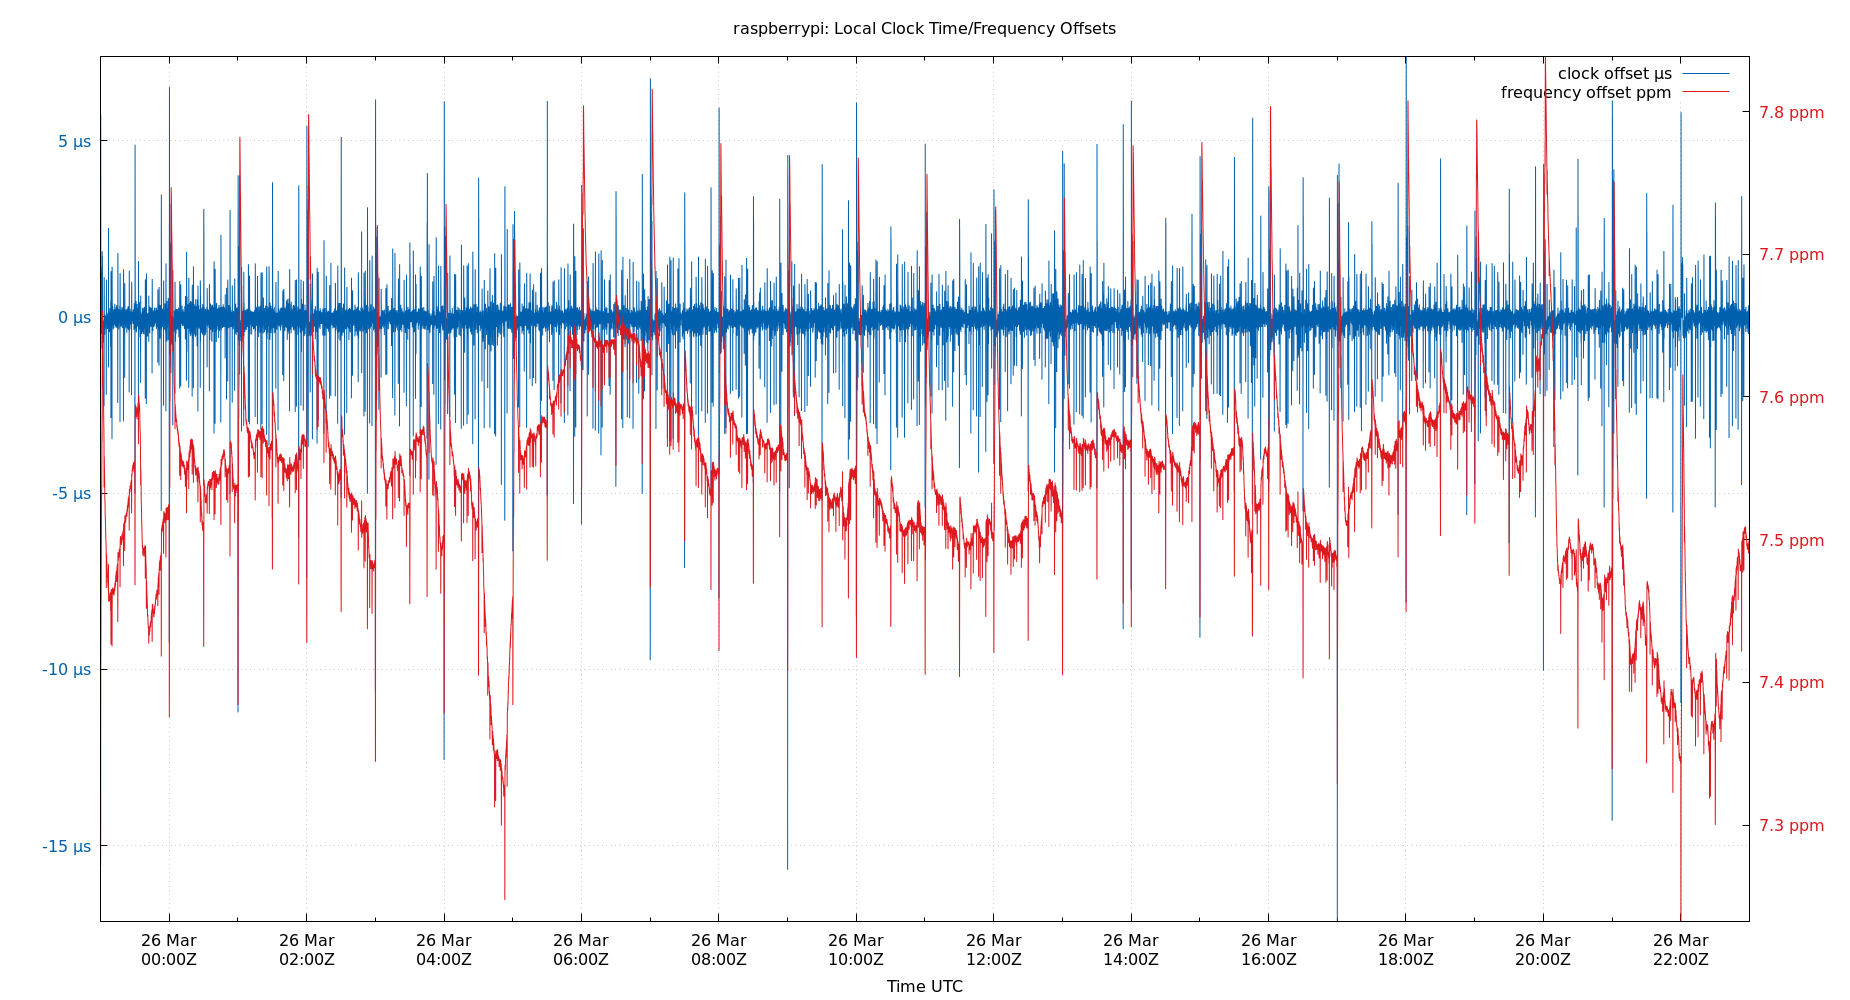 raspberrypi: Local Clock Time/Frequency Offsets
clock offset µs
frequency offset ppm
5 µs
0 µs
-5 µs
-10 µs
-15 µs
7.8 ppm
7.7 ppm
7.6 ppm
7.5 ppm
7.4 ppm
7.3 ppm
26 Mar 26 Mar 26 Mar 26 Mar 26 Mar 26 Mar 26 Mar 26 Mar 26 Mar 26 Mar 26 Mar 26 Mar
00:00Z 02:00Z 04:00Z 06:00Z 08:00Z 10:00Z 12:00Z 14:00Z 16:00Z 18:00Z 20:00Z 22:00Z
Time UTC